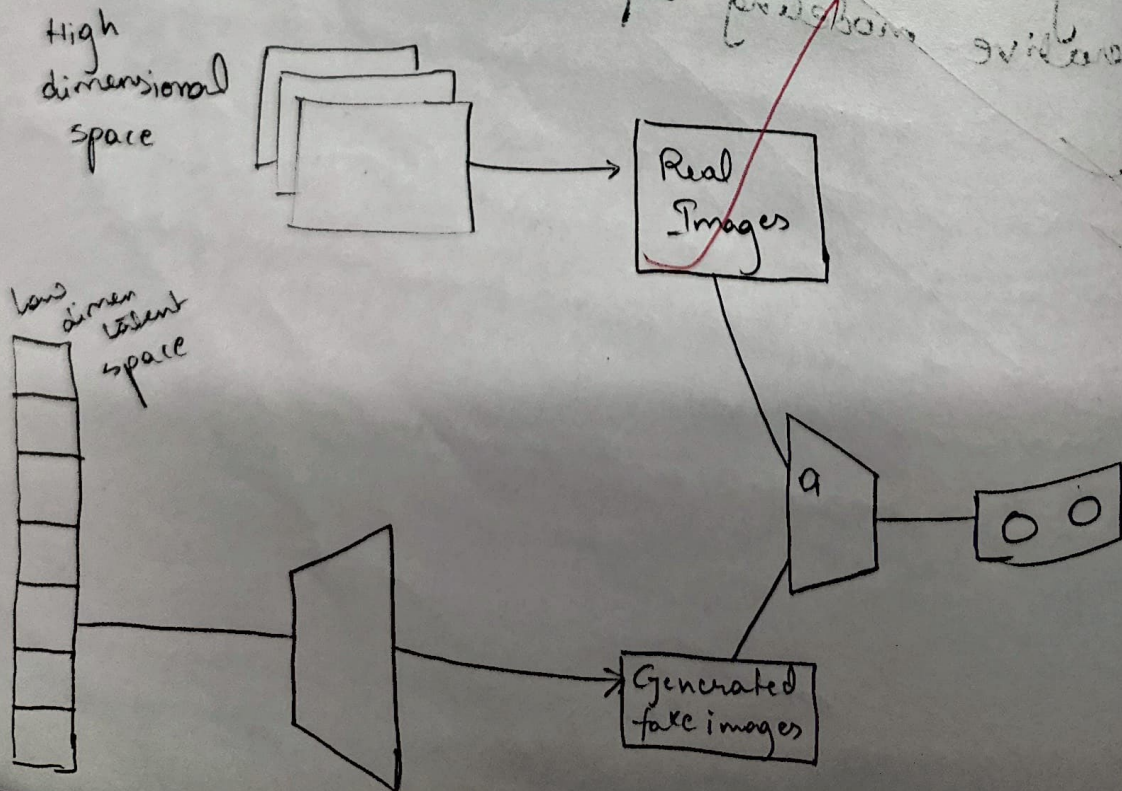 High
dimensional
space
Real
Images
Low
dimen
latent
space
a
Generated
fake images